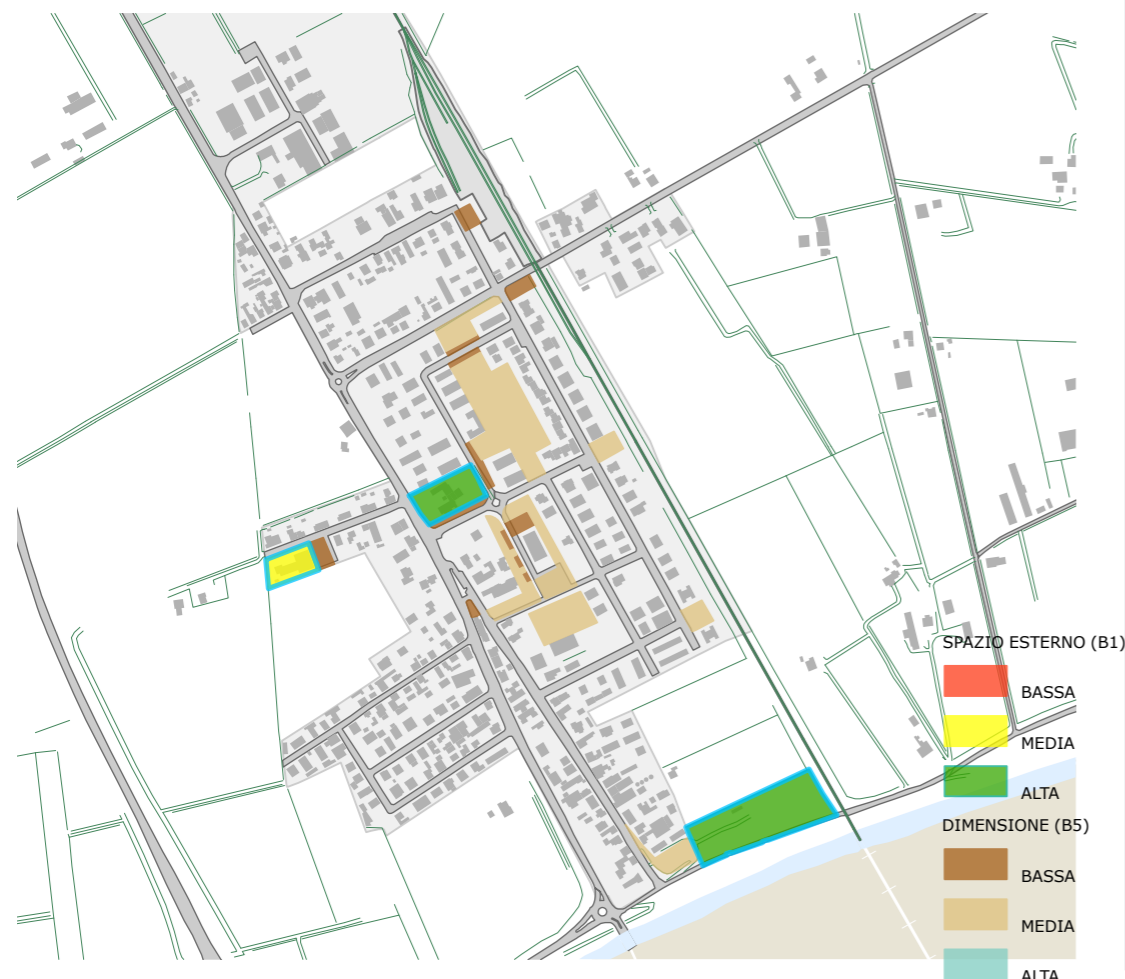 SPAZIO ESTERNO (B1)
BASSA
MEDIA
ALTA
DIMENSIONE (B5)
BASSA
MEDIA
ALTA